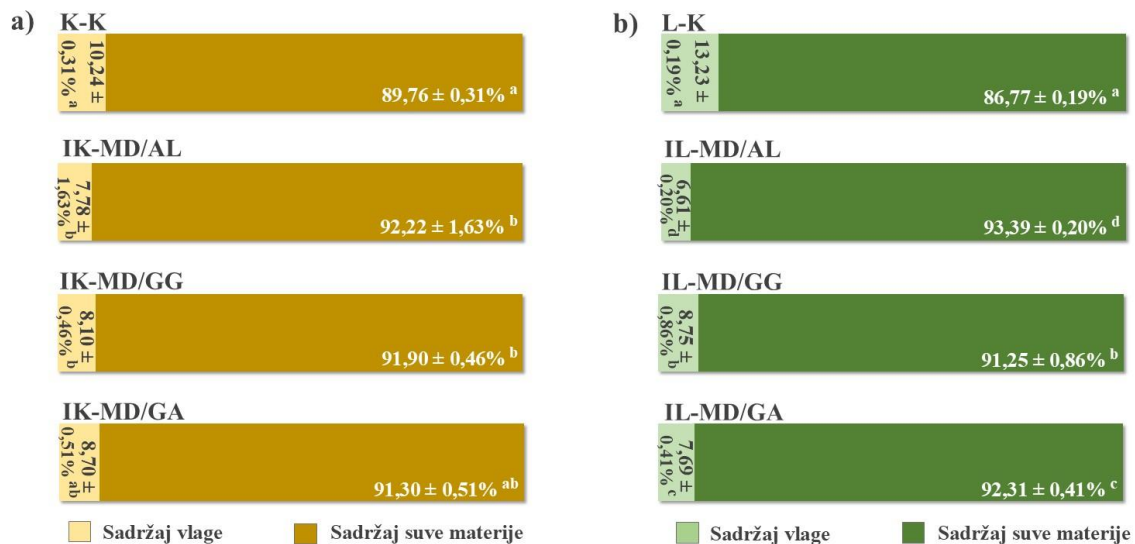 a)
K-K
10,24 ±
0,31% a
89,76 ± 0,31% a
IK-MD/AL
7,78 ±
1,63% b
92,22 ± 1,63% b
IK-MD/GG
8,10 ±
0,46% b
91,90 ± 0,46% b
IK-MD/GA
8,70 ±
0,51% ab
91,30 ± 0,51% ab
Sadržaj vlage
Sadržaj suve materije
b)
L-K
13,23 ±
0,19% a
86,77 ± 0,19% a
IL-MD/AL
6,61 ±
0,20% d
93,39 ± 0,20% d
IL-MD/GG
8,75 ±
0,86% b
91,25 ± 0,86% b
IL-MD/GA
7,69 ±
0,41% c
92,31 ± 0,41% c
Sadržaj vlage
Sadržaj suve materije